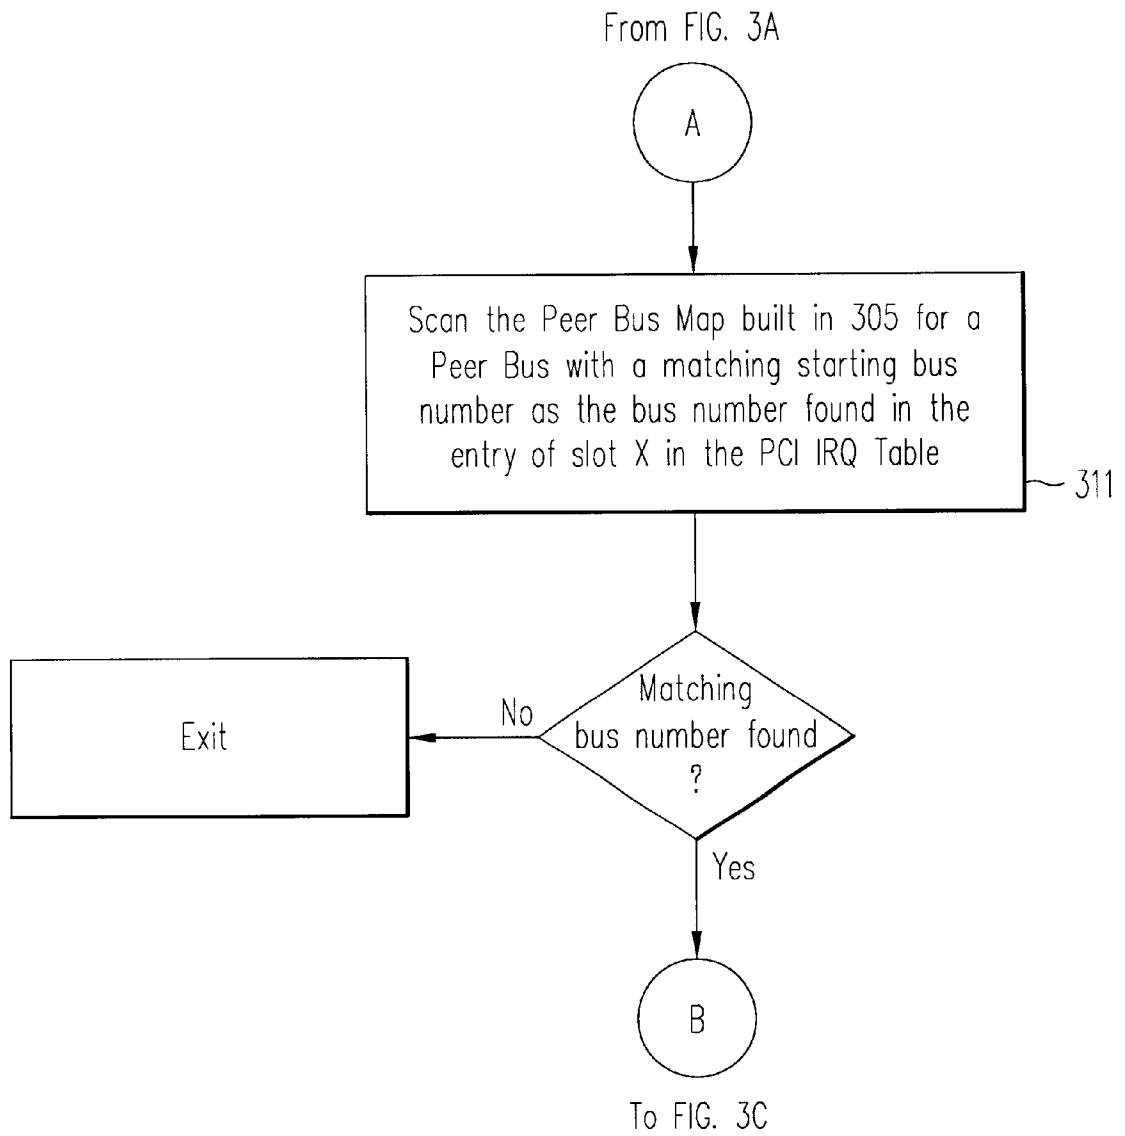 From FIG. 3A
A
Scan the Peer Bus Map built in 305 for a
Peer Bus with a matching starting bus
number as the bus number found in the
entry of slot X in the PCI IRQ Table
311
Matching
bus number found
?
No
Exit
Yes
B
To FIG. 3C